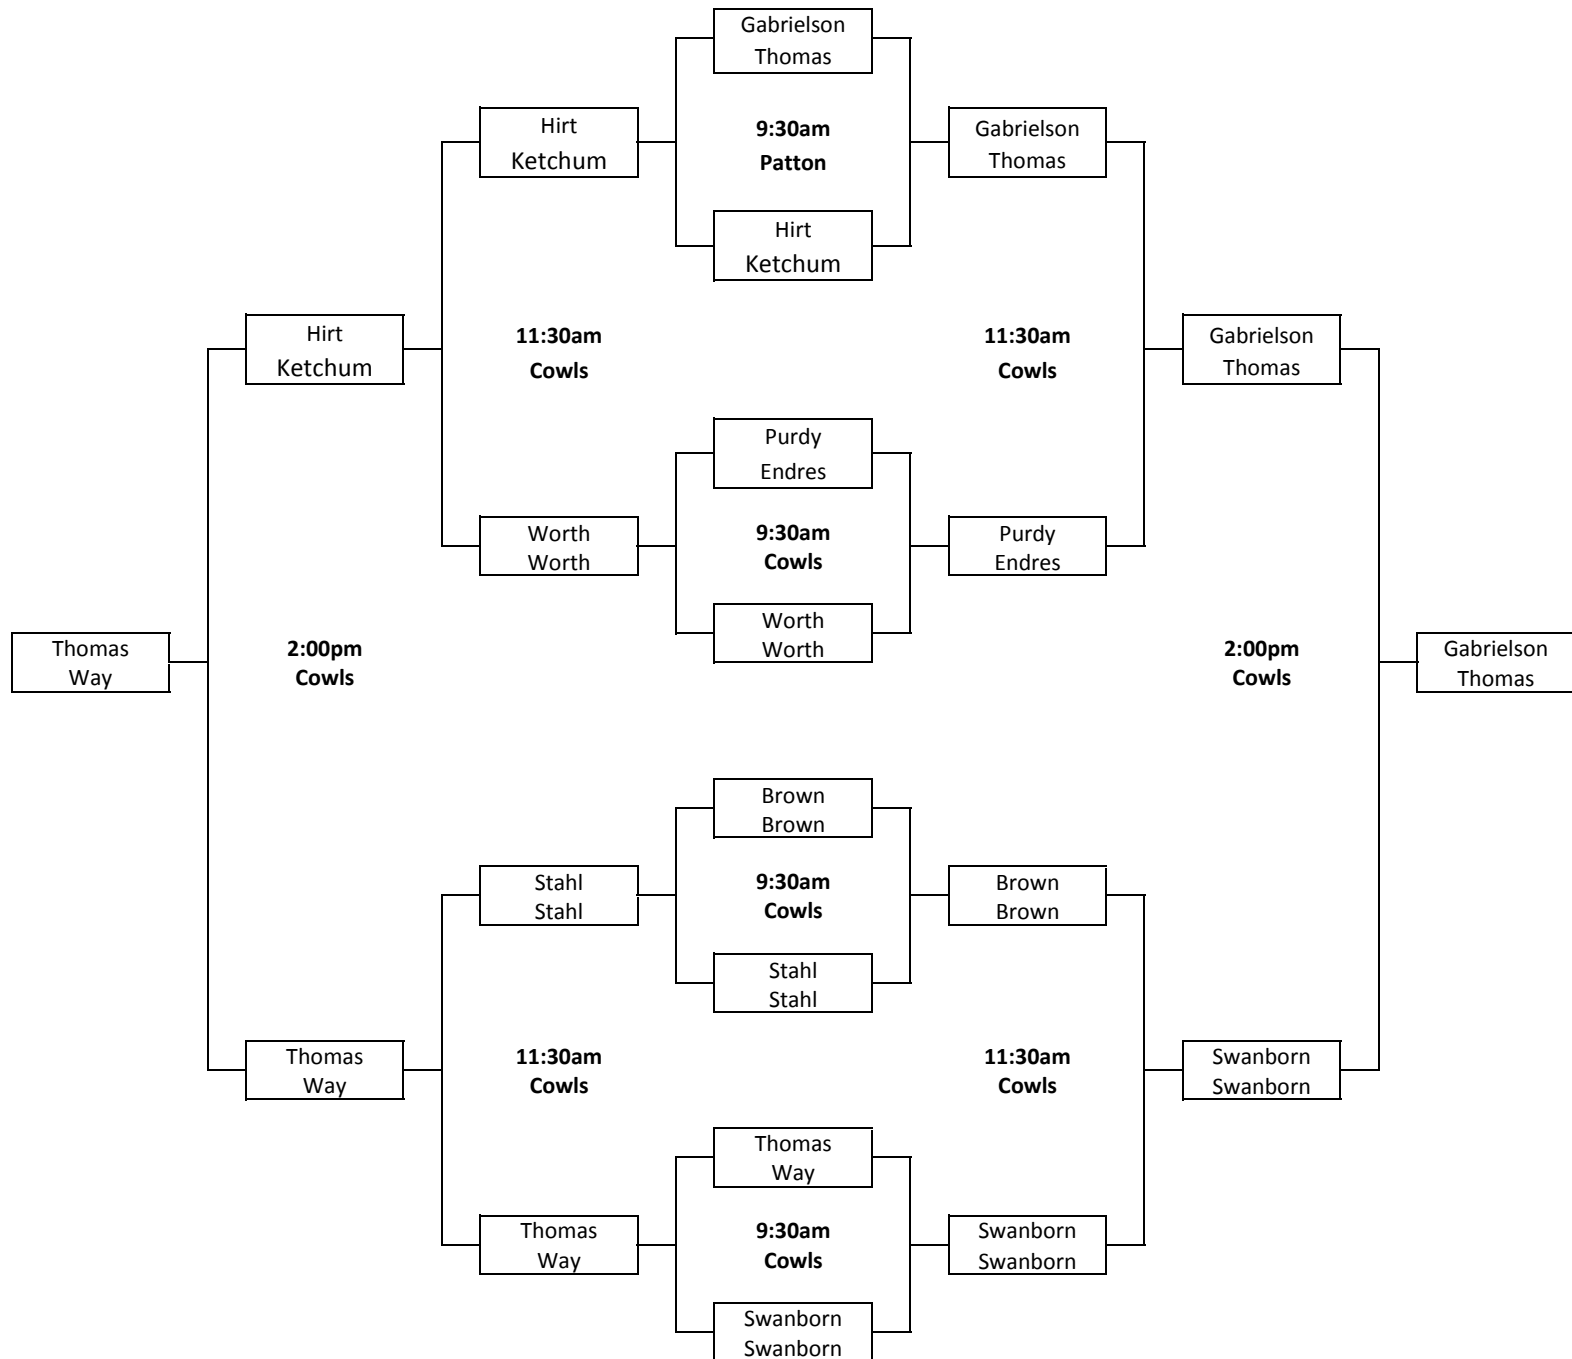 Gabrielson
Thomas
Hirt
Ketchum
9:30am
Patton
Gabrielson
Thomas
Hirt
Ketchum
Hirt
Ketchum
11:30am
Cowls
11:30am
Cowls
Gabrielson
Thomas
Purdy
Endres
Worth
Worth
9:30am
Cowls
Purdy
Endres
Worth
Worth
Thomas
Way
2:00pm
Cowls
2:00pm
Cowls
Gabrielson
Thomas
Brown
Brown
Stahl
Stahl
9:30am
Cowls
Brown
Brown
Stahl
Stahl
Thomas
Way
11:30am
Cowls
11:30am
Cowls
Swanborn
Swanborn
Thomas
Way
Thomas
Way
9:30am
Cowls
Swanborn
Swanborn
Swanborn
Swanborn